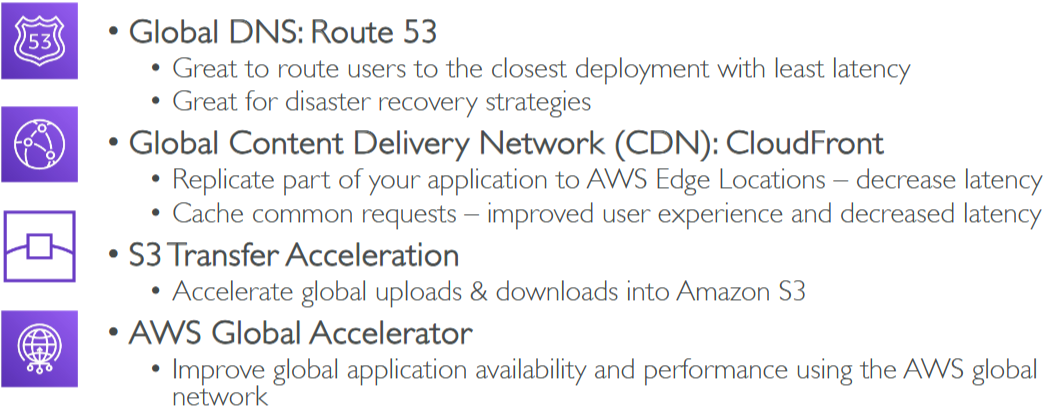 53
• Global DNS: Route 53
• Great to route users to the closest deployment with least latency
• Great for disaster recovery strategies
• Global Content Delivery Network (CDN): CloudFront
• Replicate part of your application to AWS Edge Locations – decrease latency
• Cache common requests – improved user experience and decreased latency
• S3 Transfer Acceleration
• Accelerate global uploads & downloads into Amazon S3
• AWS Global Accelerator
• Improve global application availability and performance using the AWS global
network